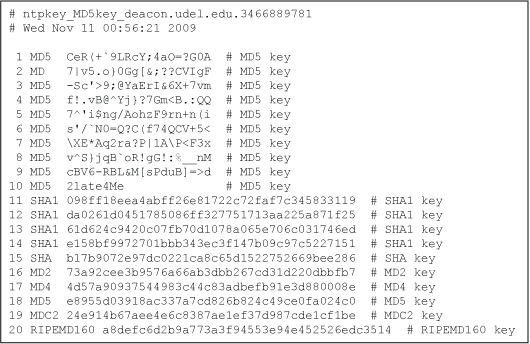 # ntpkey_MD5key_deacon.udel.edu.3466889781
# Wed Nov 11 00:56:21 2009
1 MD5 CeR(+`9LRcY;4aO=?G0A # MD5 key
2 MD 7|v5.o}0Gg[&;??CVIgF # MD5 key
3 MD5 -Sc'>9;@YaErI&6X+7vm # MD5 key
4 MD5 f!.vB@^Yj}?7Gm<B.:QQ # MD5 key
5 MD5 7^'i$ng/AohzF9rn+n(i # MD5 key
6 MD5 s'/`N0=Q?C(f74QCV+5< # MD5 key
7 MD5 \XE*Aq2ra?P|1A\P<F3x # MD5 key
8 MD5 v^S}jqB`oR!gG!:%__nM # MD5 key
9 MD5 cBV6-RBL&M[sPduB]=>d # MD5 key
10 MD5 2late4Me # MD5 key
11 SHA1 098ff18eea4abff26e81722c72faf7c345833119 # SHA1 key
12 SHA1 da0261d0451785086ff327751713aa225a871f25 # SHA1 key
13 SHA1 61d624c9420c07fb70d1078a065e706c031746ed # SHA1 key
14 SHA1 e158bf9972701bbb343ec3f147b09c97c5227151 # SHA1 key
15 SHA b17b9072e97dc0221ca8c65d1522752669bee286 # SHA key
16 MD2 73a92cee3b9576a66ab3dbb267cd31d220dbbfb7 # MD2 key
17 MD4 4d57a90937544983c44c83adbefb91e3d880008e # MD4 key
18 MD5 e8955d03918ac337a7cd826b824c49ce0fa024c0 # MD5 key
19 MDC2 24e914b67aee4e6c8387ae1ef37d987cde1cf1be # MDC2 key
20 RIPEMD160 a8defc6d2b9a773a3f94553e94e452526edc3514 # RIPEMD160 key